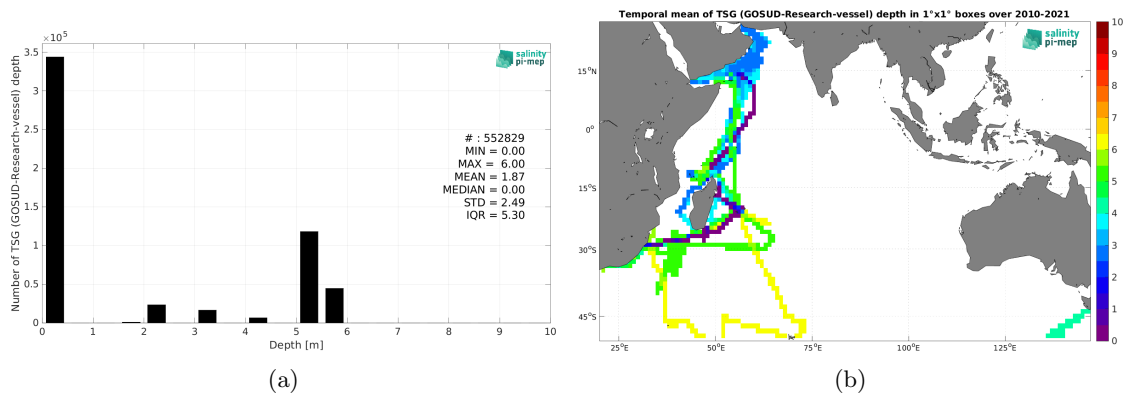 ×10^5
3.5
3
2.5
2
1.5
1
0.5
0
Number of TSG (GOSUD-Research-vessel) depth
salinity
pi-mep
# : 552829
MIN = 0.00
MAX = 6.00
MEAN = 1.87
MEDIAN = 0.00
STD = 2.49
IQR = 5.30
0 1 2 3 4 5 6 7 8 9 10
Depth [m]
(a)
Temporal mean of TSG (GOSUD-Research-vessel) depth in 1°x1° boxes over 2010-2021
salinity
pi-mep
15°N
0°
15°S
30°S
45°S
25°E 50°E 75°E 100°E 125°E
10
9
8
7
6
5
4
3
2
1
0
(b)